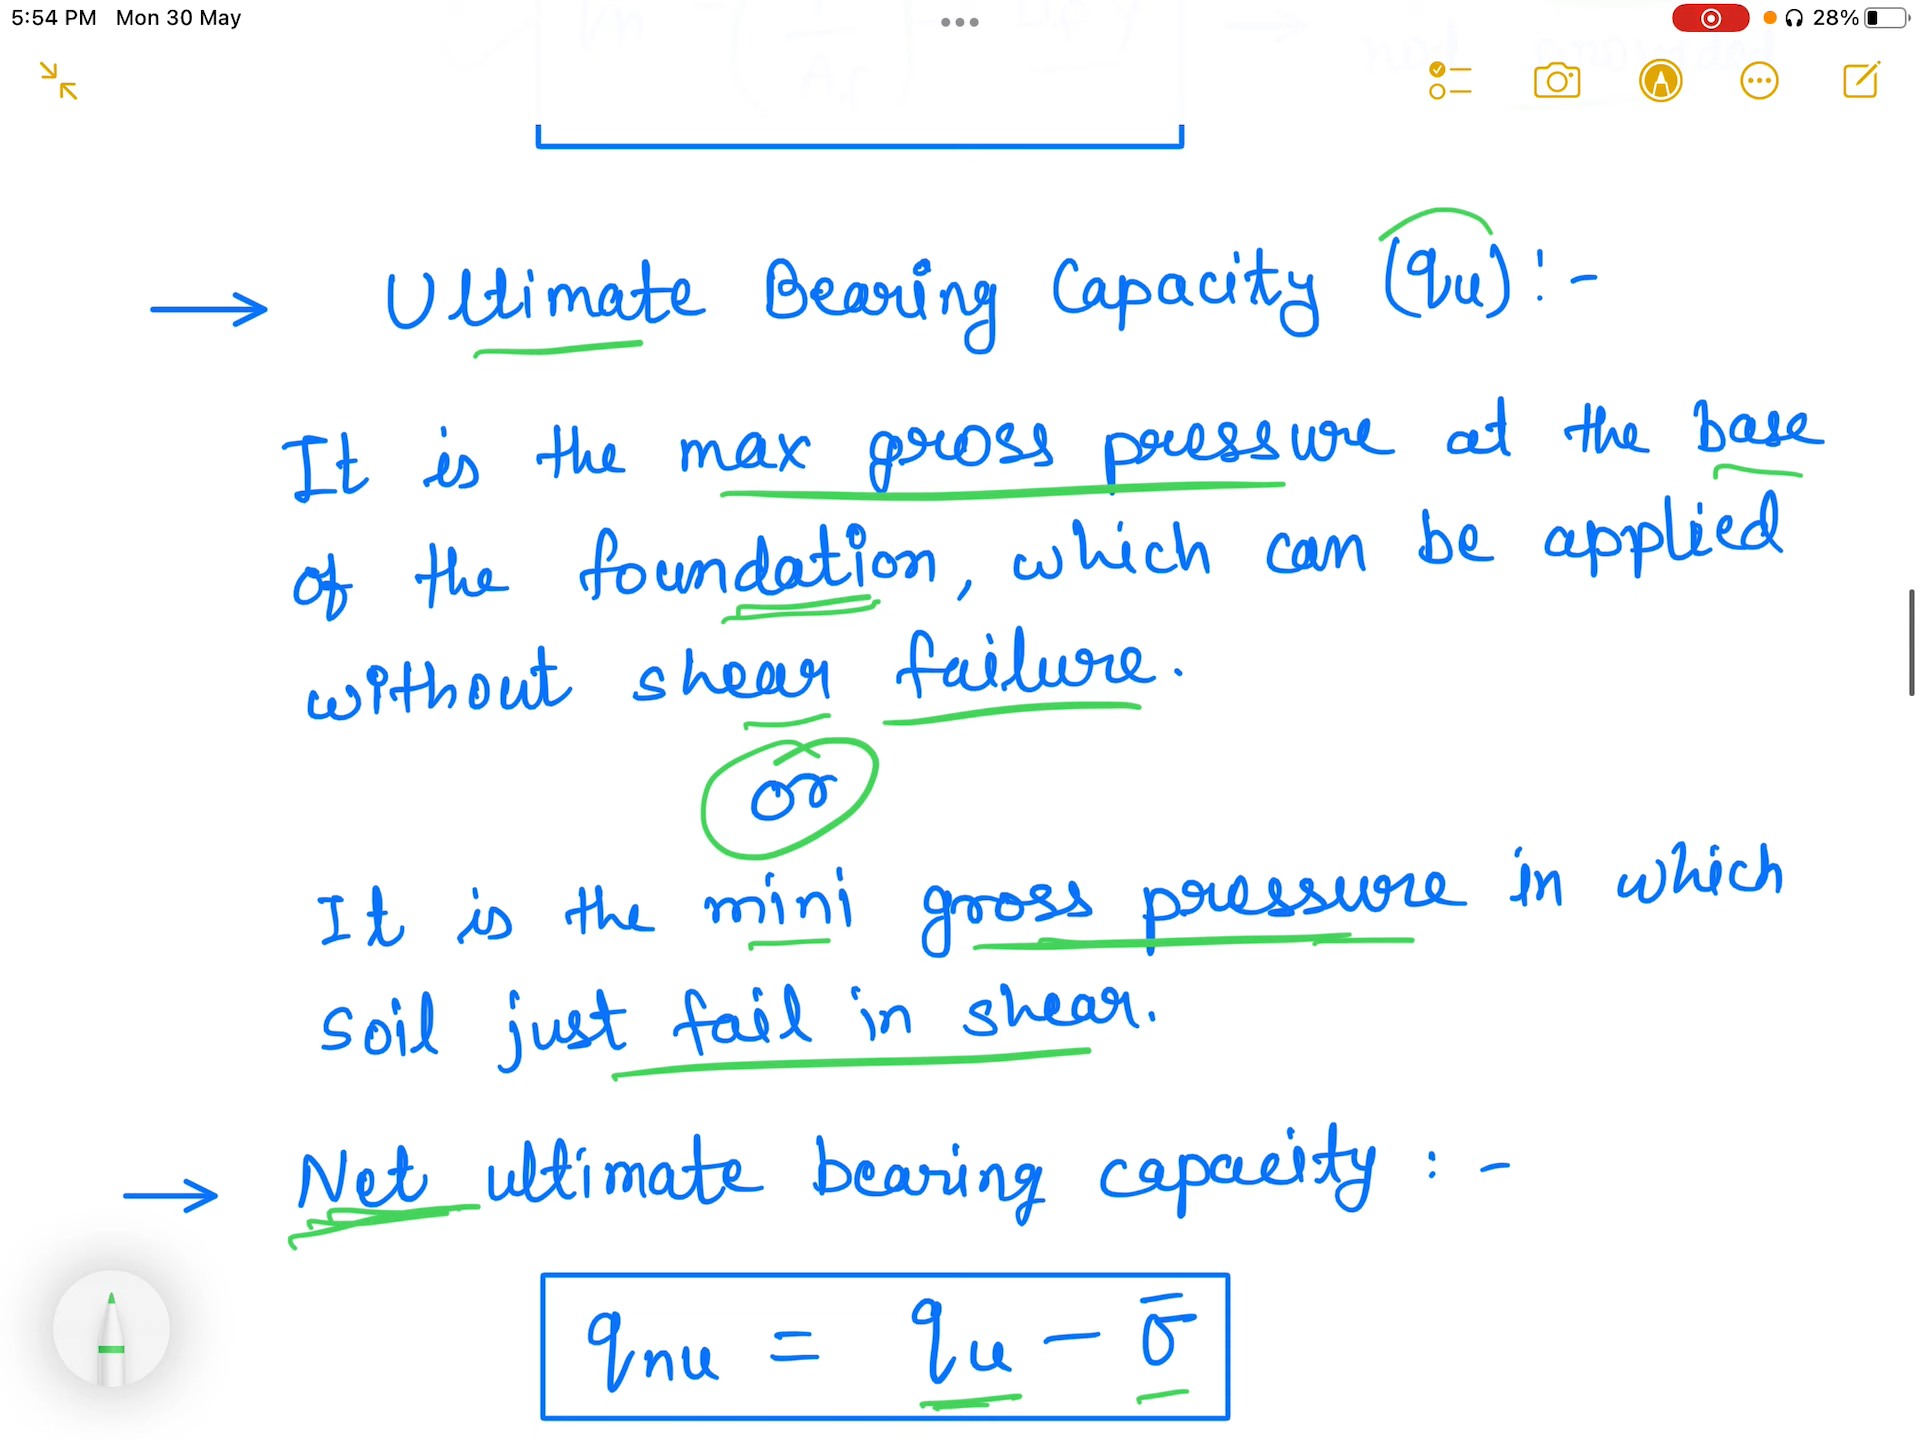 5:54 PM Mon 30 May
28%
→ Ultimate Bearing Capacity (qu) :-
It is the max gross pressure at the base
of the foundation, which can be applied
without shear failure.
or
It is the mini gross pressure in which
soil just fail in shear.
→ Net ultimate bearing capacity : -
qnu = qu - σ̅